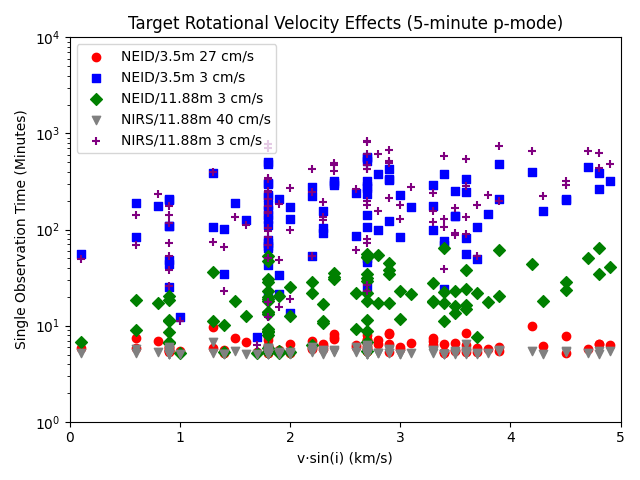 Target Rotational Velocity Effects (5-minute p-mode)
Single Observation Time (Minutes)
10^4
10^3
10^2
10^1
10^0
NEID/3.5m 27 cm/s
NEID/3.5m 3 cm/s
NEID/11.88m 3 cm/s
NIRS/11.88m 40 cm/s
NIRS/11.88m 3 cm/s
0 1 2 3 4 5
v·sin(i) (km/s)